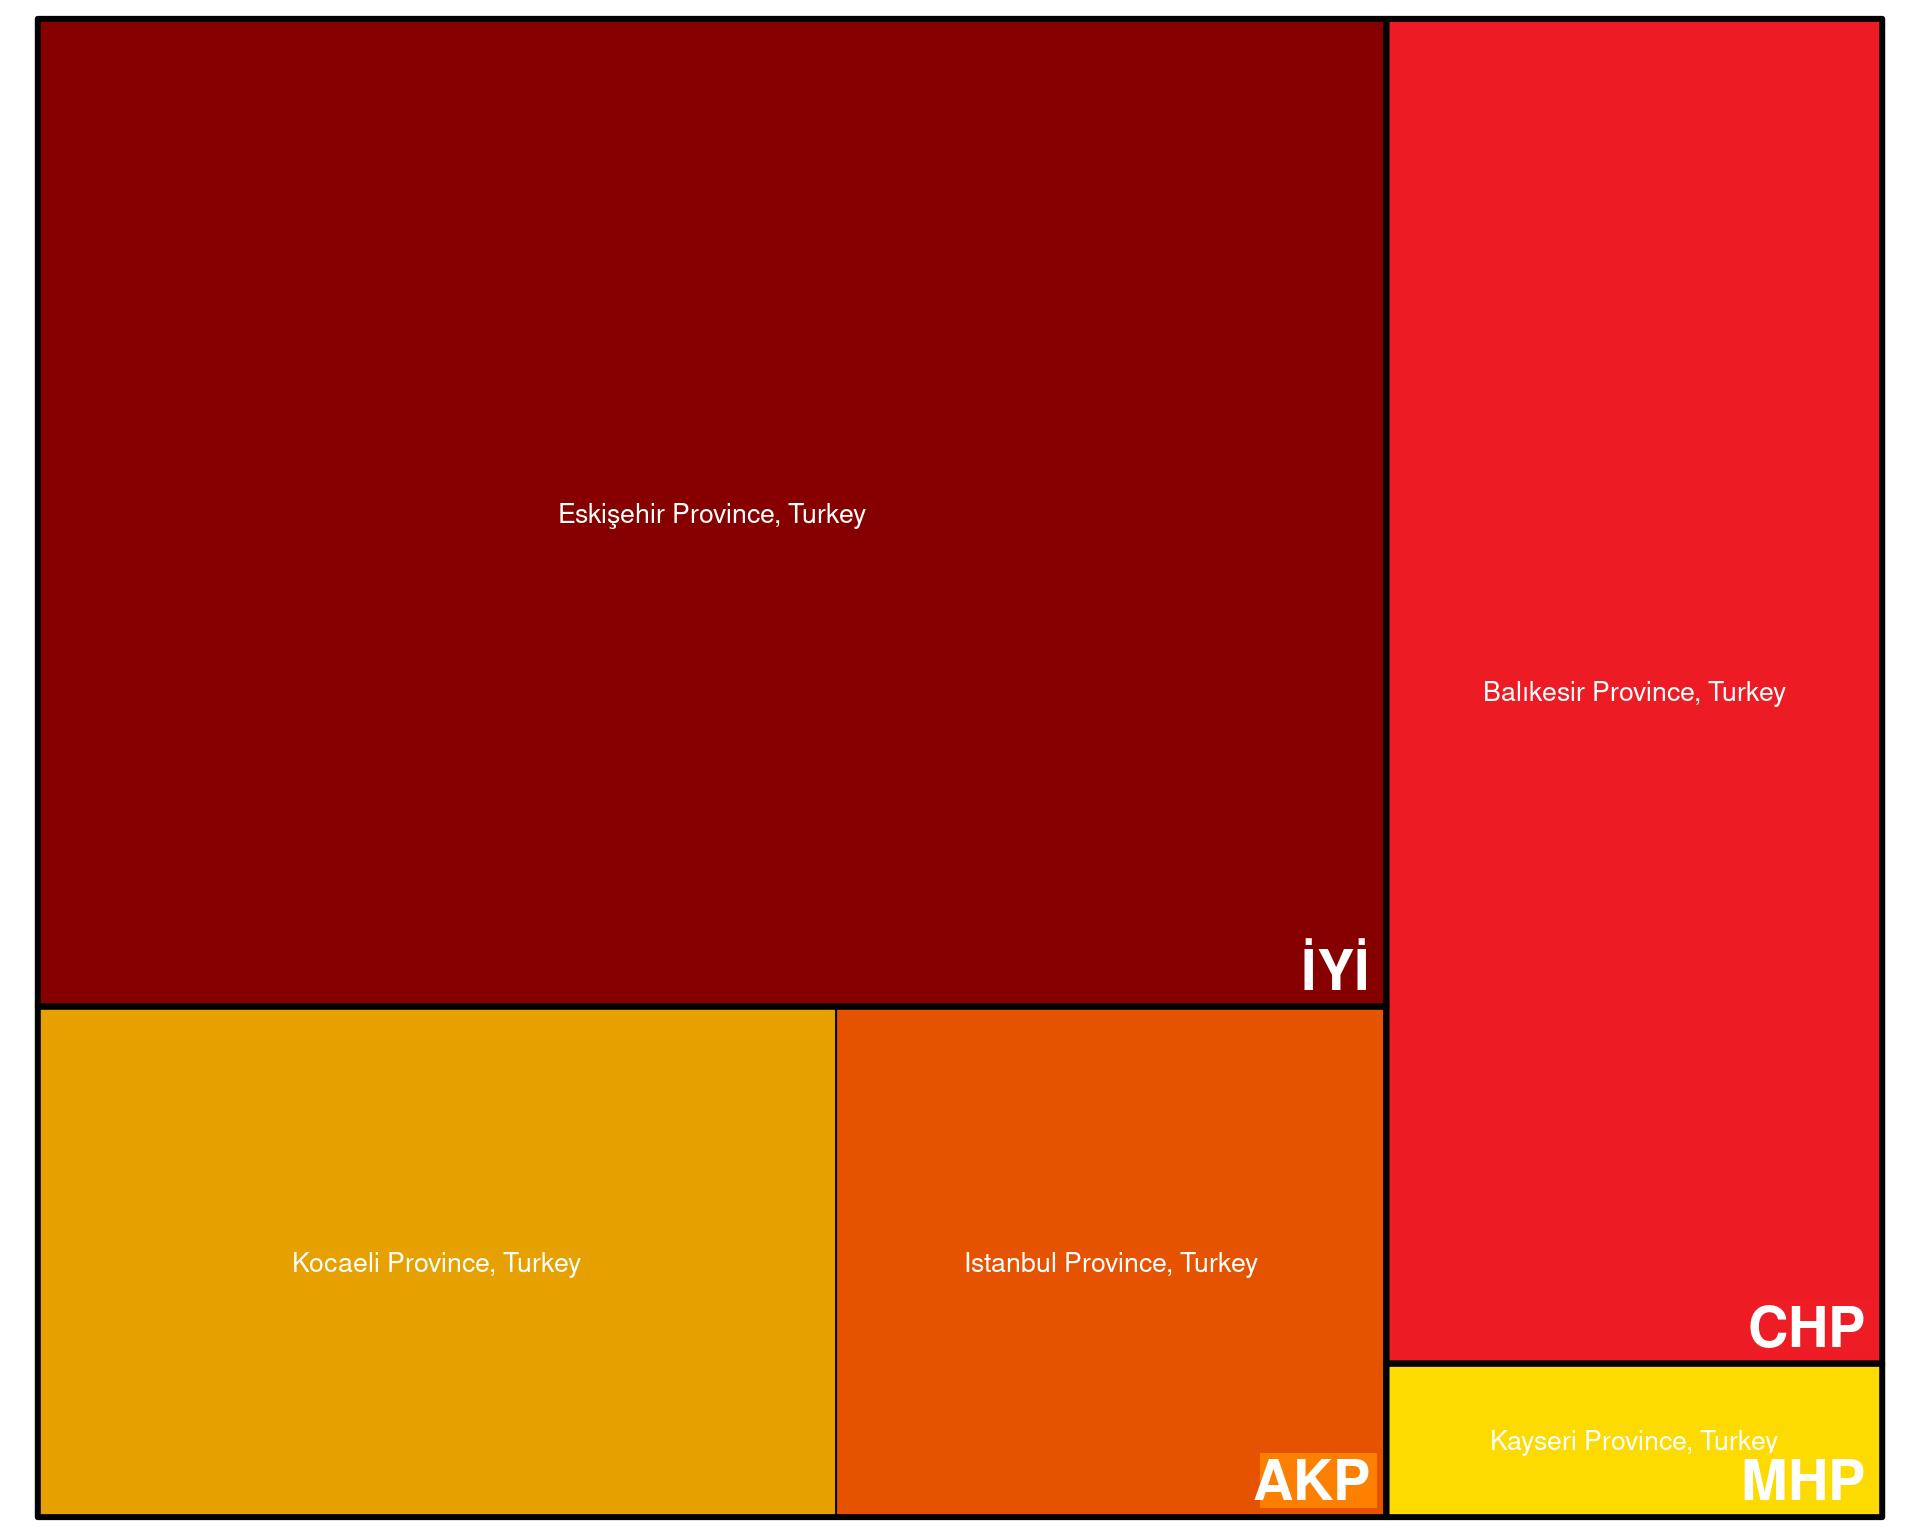 Eskişehir Province, Turkey
İYİ
Balıkesir Province, Turkey
CHP
Kocaeli Province, Turkey
Istanbul Province, Turkey
AKP
Kayseri Province, Turkey
MHP